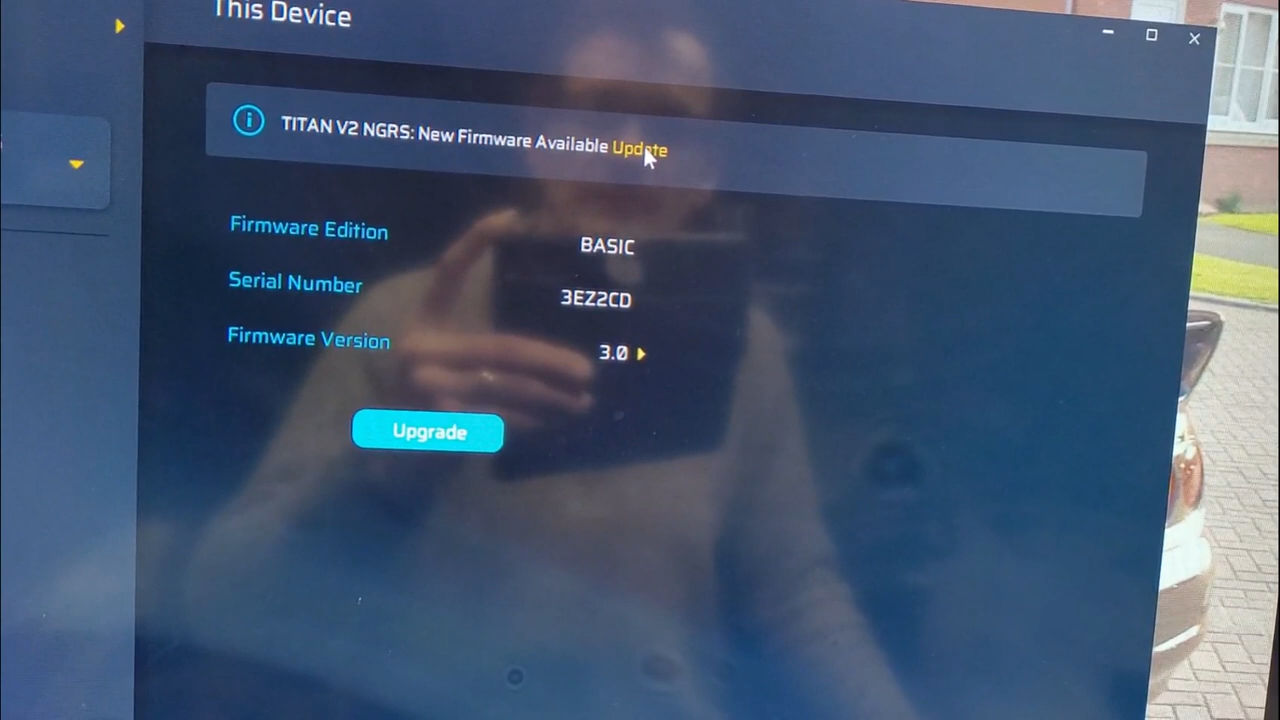 This Device
TITAN V2 NGRS: New Firmware Available Update
Firmware Edition
BASIC
Serial Number
3EZ2CD
Firmware Version
3.0
Upgrade